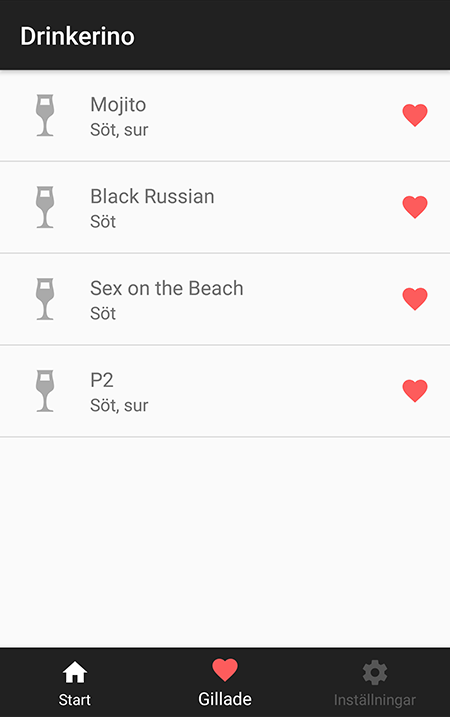 Drinkerino
Mojito
Söt, sur
Black Russian
Söt
Sex on the Beach
Söt
P2
Söt, sur
Start
Gillade
Inställningar